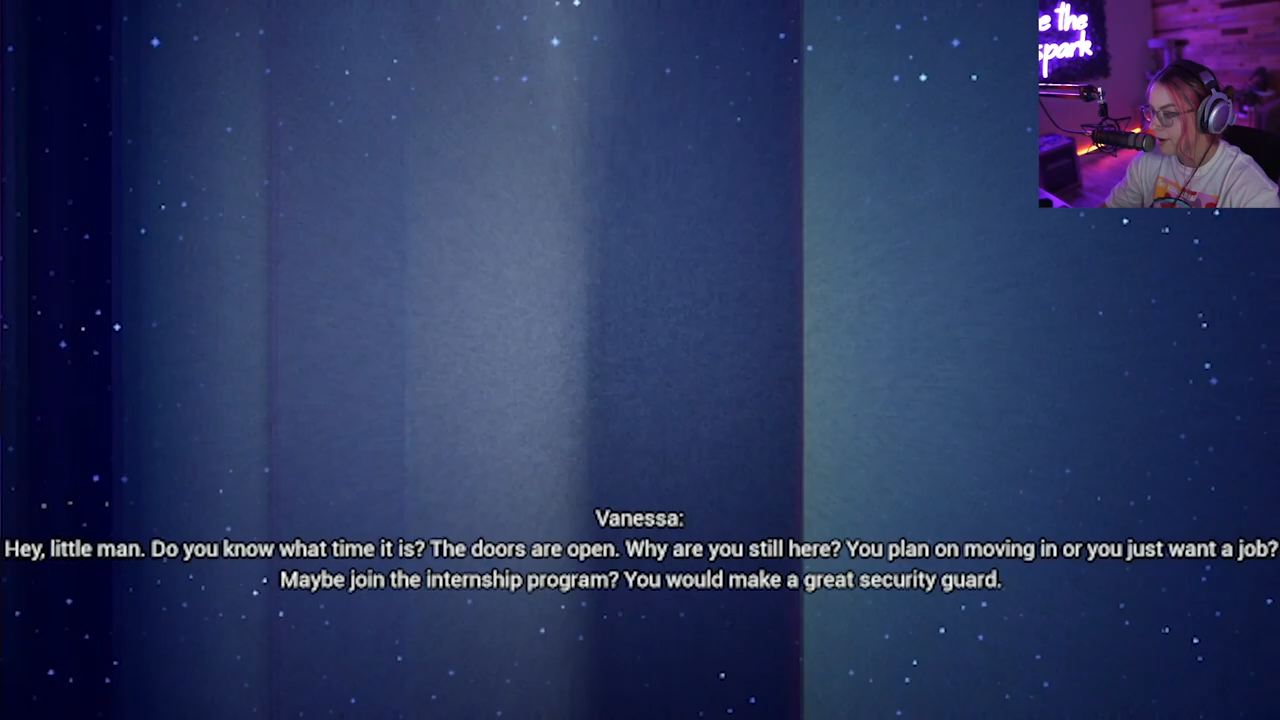 e the
spark
Vanessa:
Hey, little man. Do you know what time it is? The doors are open. Why are you still here? You plan on moving in or you just want a job?
Maybe join the internship program? You would make a great security guard.